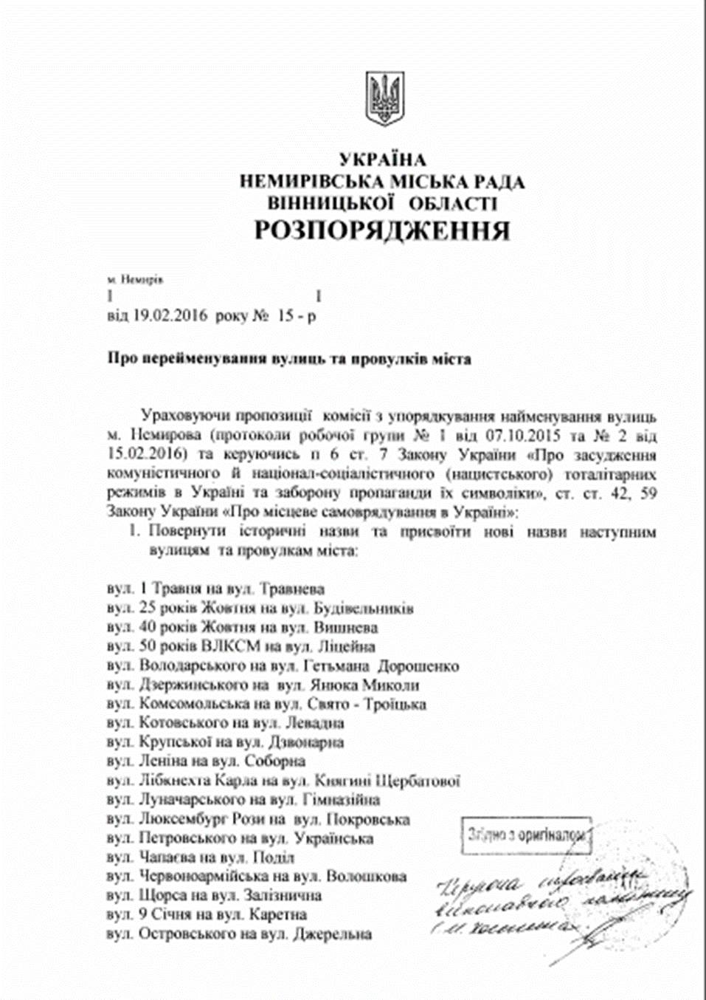 УКРАЇНА
НЕМИРІВСЬКА МІСЬКА РАДА
ВІННИЦЬКОЇ ОБЛАСТІ
РОЗПОРЯДЖЕННЯ
м. Немирів
від 19.02.2016 року № 15 - р
Про перейменування вулиць та провулків міста
Ураховуючи пропозиції комісії з упорядкування найменування вулиць
м. Немирова (протоколи робочої групи № 1 від 07.10.2015 та № 2 від
15.02.2016) та керуючись п 6 ст. 7 Закону України «Про засудження
комуністичного й націонал-соціалістичного (нацистського) тоталітарних
режимів в Україні та заборону пропаганди їх символіки», ст. ст. 42, 59
Закону України «Про місцеве самоврядування в Україні»:
1. Повернути історичні назви та присвоїти нові назви наступним
вулицям та провулкам міста:
вул. 1 Травня на вул. Травнева
вул. 25 років Жовтня на вул. Будівельників
вул. 40 років Жовтня на вул. Вишнева
вул. 50 років ВЛКСМ на вул. Ліцейна
вул. Володарського на вул. Гетьмана Дорошенко
вул. Дзержинського на вул. Янюка Миколи
вул. Комсомольська на вул. Свято - Троїцька
вул. Котовського на вул. Левадна
вул. Крупської на вул. Дзвонарна
вул. Леніна на вул. Соборна
вул. Лібкнехта Карла на вул. Княгині Щербатової
вул. Луначарського на вул. Гімназійна
вул. Люксембург Рози на вул. Покровська
вул. Петровського на вул. Українська
вул. Чапаєва на вул. Поділ
вул. Червоноармійська на вул. Волошкова
вул. Щорса на вул. Залізнична
вул. 9 Січня на вул. Каретна
вул. Островського на вул. Джерельна
Згідно з оригіналом